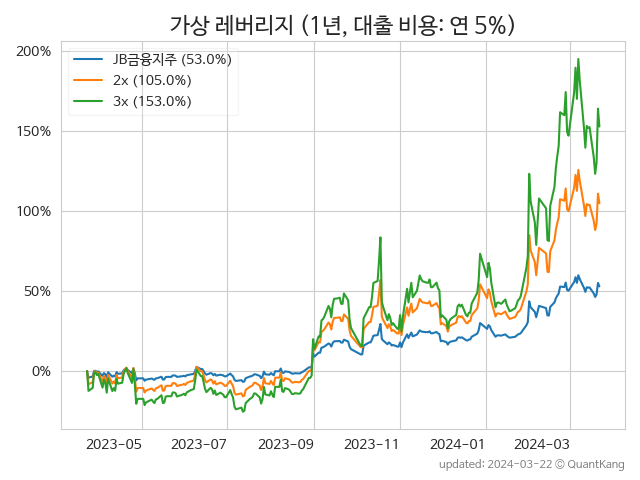 가상 레버리지 (1년, 대출 비용: 연 5%)
200%
150%
100%
50%
0%
JB금융지주 (53.0%)
2x (105.0%)
3x (153.0%)
2023-05 2023-07 2023-09 2023-11 2024-01 2024-03
updated: 2024-03-22 © QuantKang